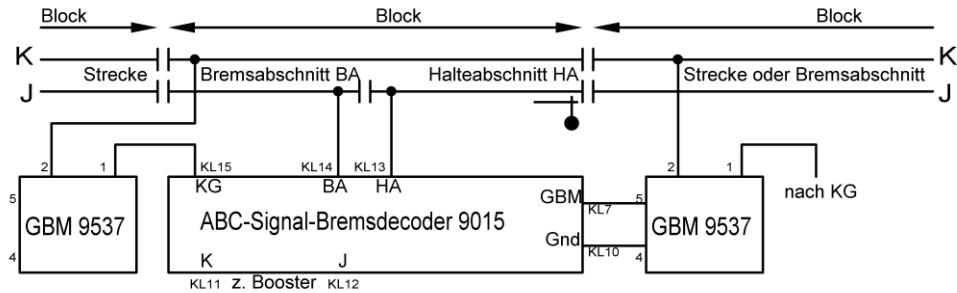 Block Block Block
K K
Strecke Bremsabschnitt BA Halteabschnitt HA Strecke oder Bremsabschnitt
J J
2 1 KL15 KL14 KL13 2 1
KG BA HA nach KG
5 GBM KL7 5
GBM 9537 ABC-Signal-Bremsdecoder 9015 GBM 9537
4 Gnd KL10 4
K J
KL11 z. Booster KL12